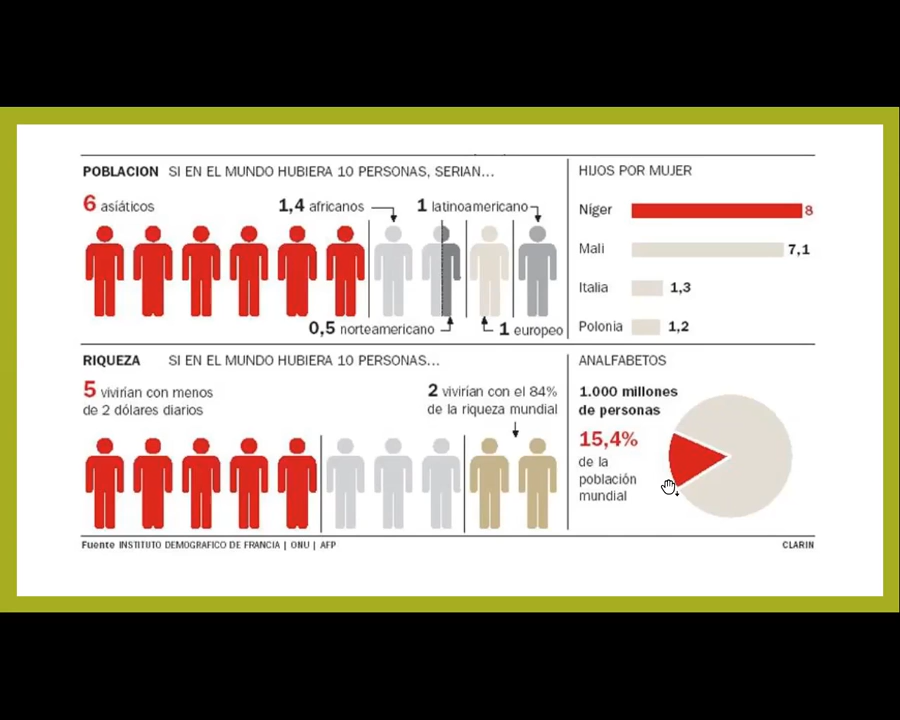 POBLACION SI EN EL MUNDO HUBIERA 10 PERSONAS, SERIAN...
6 asiáticos
1,4 africanos
1 latinoamericano
0,5 norteamericano
1 europeo
HIJOS POR MUJER
Níger 8
Mali 7,1
Italia 1,3
Polonia 1,2
RIQUEZA SI EN EL MUNDO HUBIERA 10 PERSONAS...
5 vivirían con menos
de 2 dólares diarios
2 vivirían con el 84%
de la riqueza mundial
ANALFABETOS
1.000 millones
de personas
15,4%
de la
población
mundial
Fuente INSTITUTO DEMOGRAFICO DE FRANCIA | ONU | AFP
CLARIN